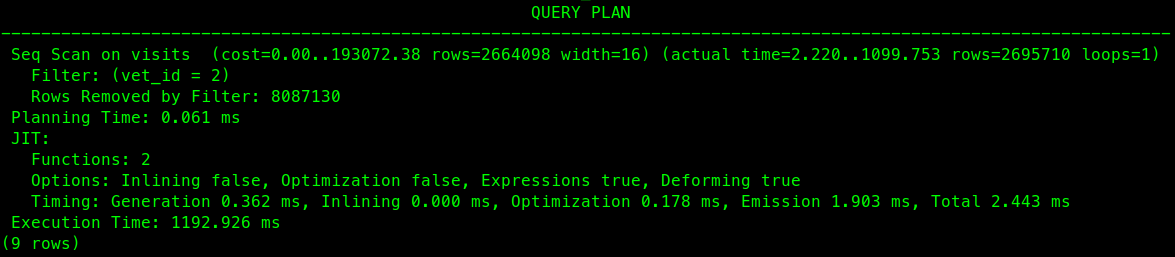 QUERY PLAN
-----------------------------------------------------------------------------------------------------------------------
Seq Scan on visits  (cost=0.00..193072.38 rows=2664098 width=16) (actual time=2.220..1099.753 rows=2695710 loops=1)
  Filter: (vet_id = 2)
  Rows Removed by Filter: 8087130
Planning Time: 0.061 ms
JIT:
  Functions: 2
  Options: Inlining false, Optimization false, Expressions true, Deforming true
  Timing: Generation 0.362 ms, Inlining 0.000 ms, Optimization 0.178 ms, Emission 1.903 ms, Total 2.443 ms
Execution Time: 1192.926 ms
(9 rows)